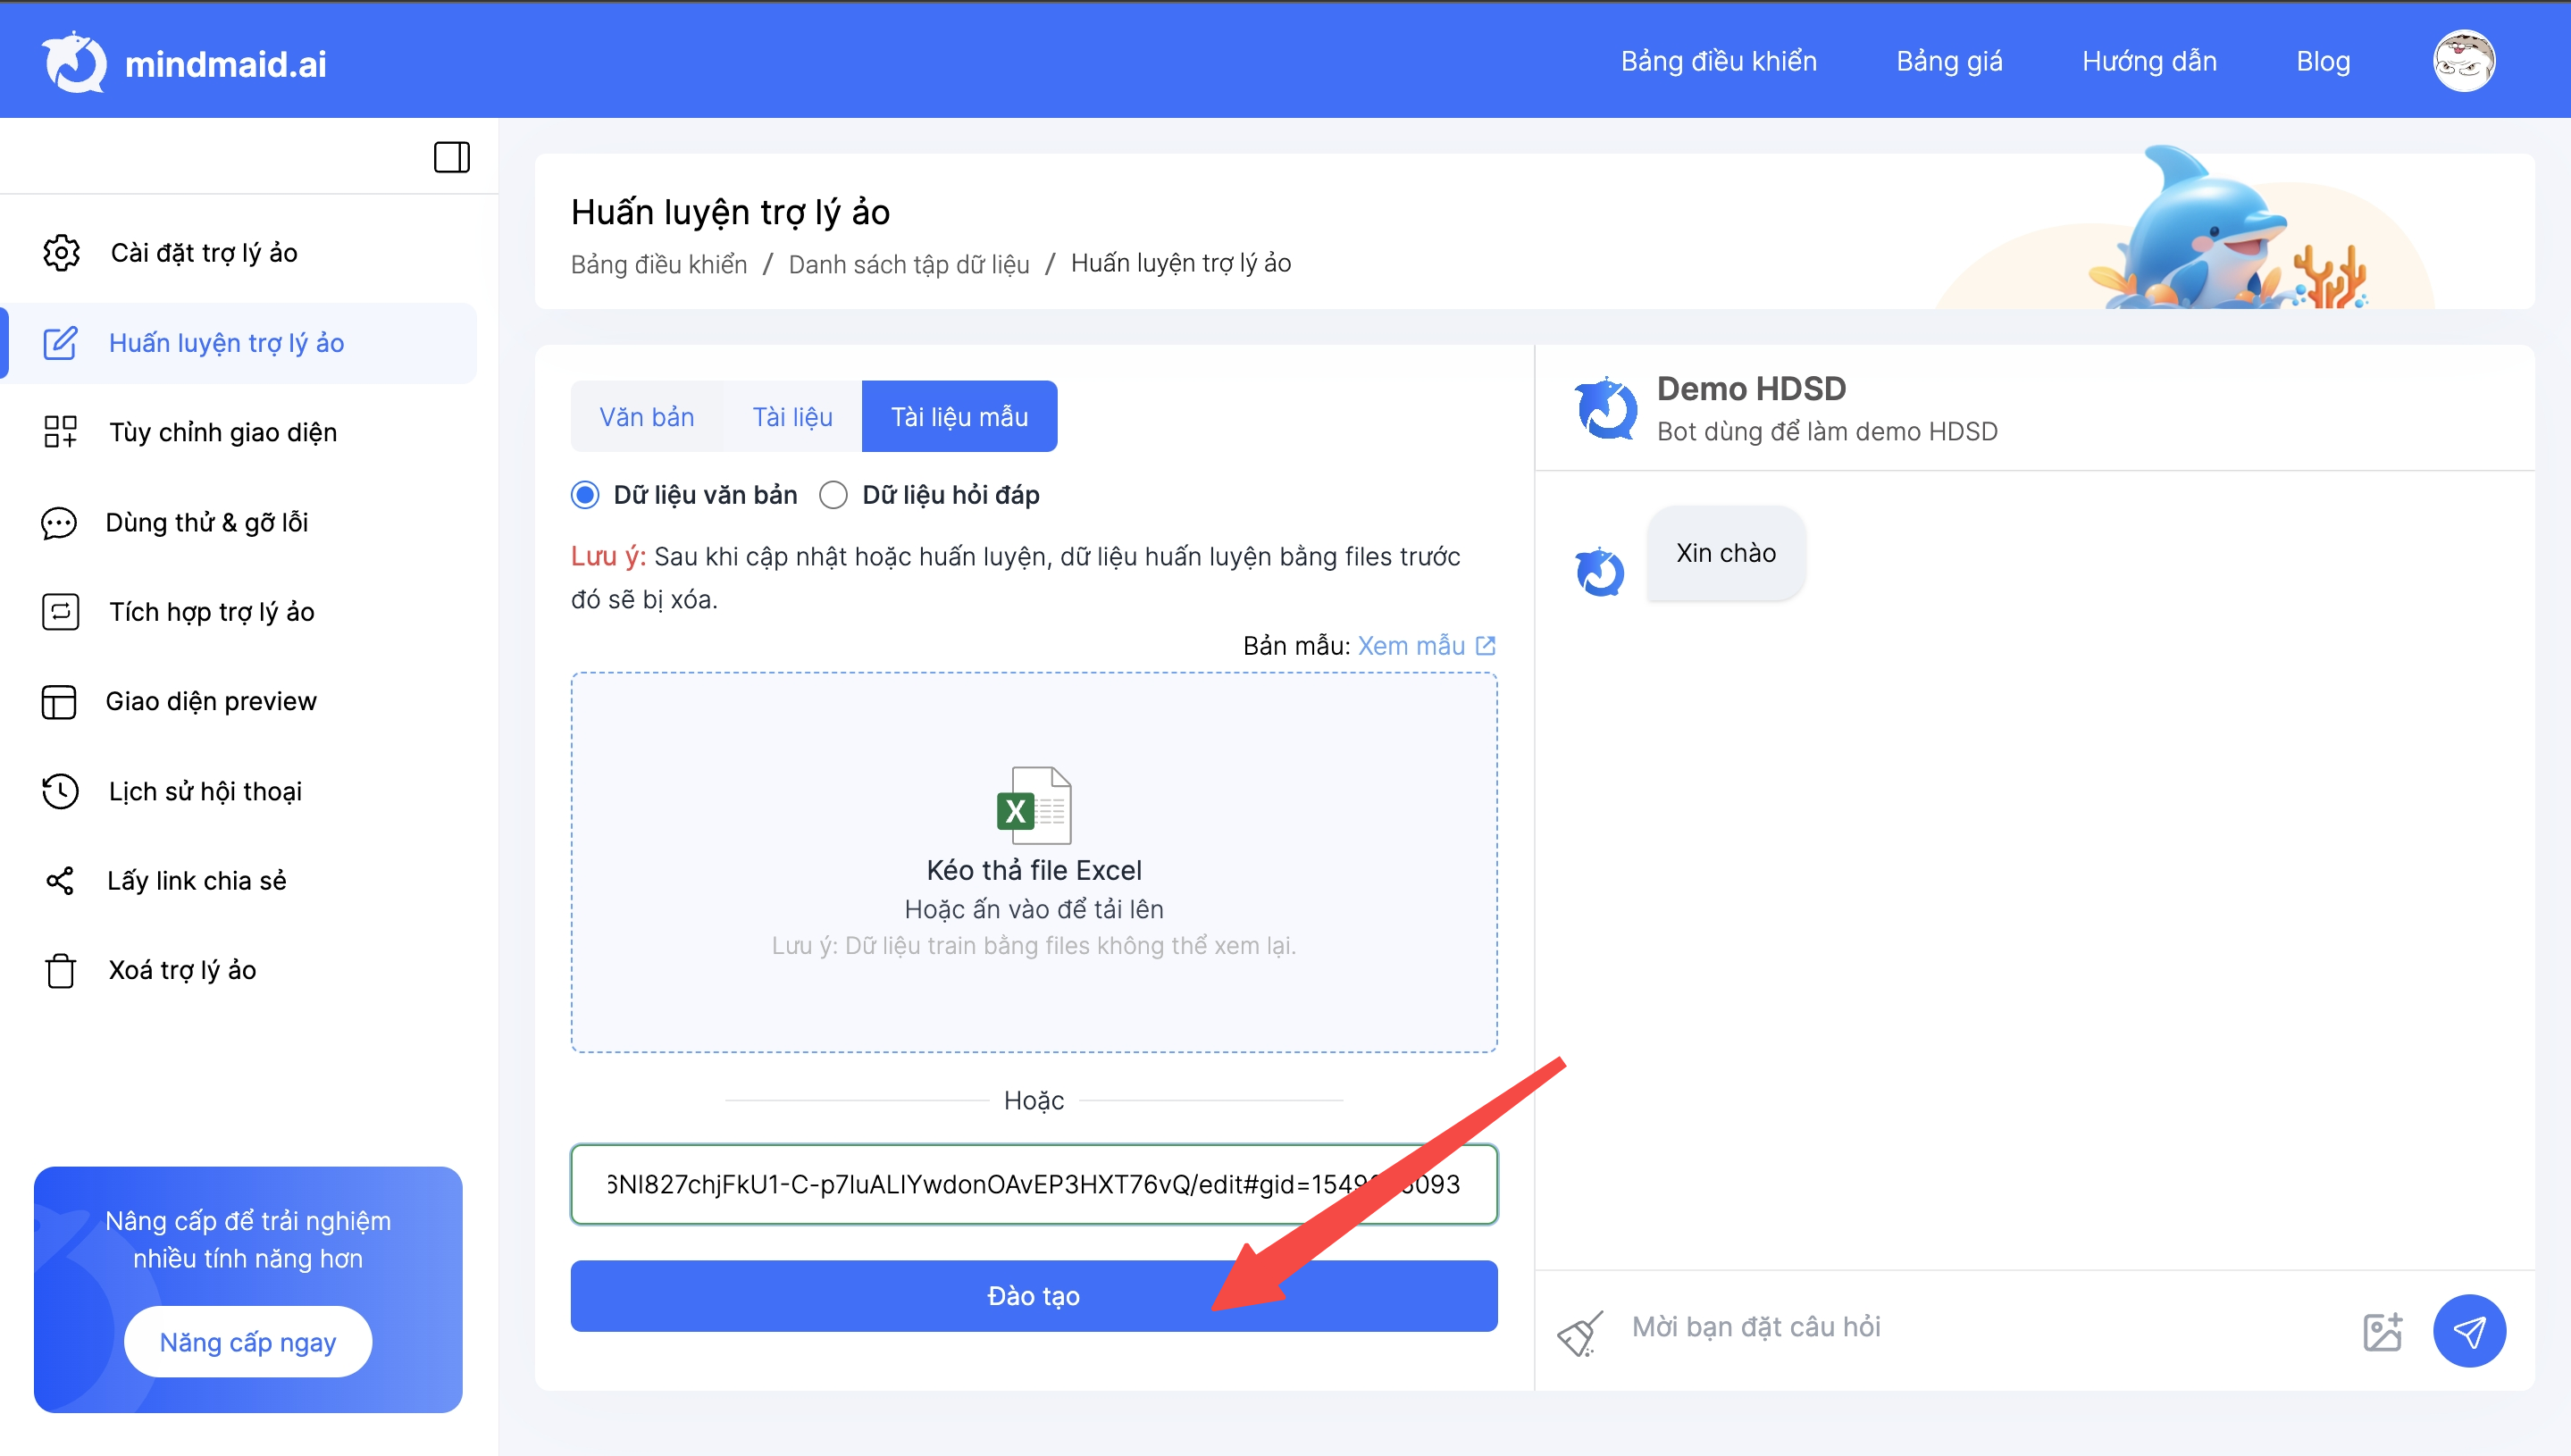 mindmaid.ai
Bảng điều khiển
Bảng giá
Hướng dẫn
Blog
Cài đặt trợ lý ảo
Huấn luyện trợ lý ảo
Tùy chỉnh giao diện
Dùng thử & gỡ lỗi
Tích hợp trợ lý ảo
Giao diện preview
Lịch sử hội thoại
Lấy link chia sẻ
Xoá trợ lý ảo
Nâng cấp để trải nghiệm
nhiều tính năng hơn
Năng cấp ngay
Huấn luyện trợ lý ảo
Bảng điều khiển / Danh sách tập dữ liệu / Huấn luyện trợ lý ảo
Văn bản
Tài liệu
Tài liệu mẫu
Dữ liệu văn bản
Dữ liệu hỏi đáp
Lưu ý: Sau khi cập nhật hoặc huấn luyện, dữ liệu huấn luyện bằng files trước
đó sẽ bị xóa.
Bản mẫu: Xem mẫu
X
Kéo thả file Excel
Hoặc ấn vào để tải lên
Lưu ý: Dữ liệu train bằng files không thể xem lại.
Hoặc
Đào tạo
Demo HDSD
Bot dùng để làm demo HDSD
Xin chào
Mời bạn đặt câu hỏi